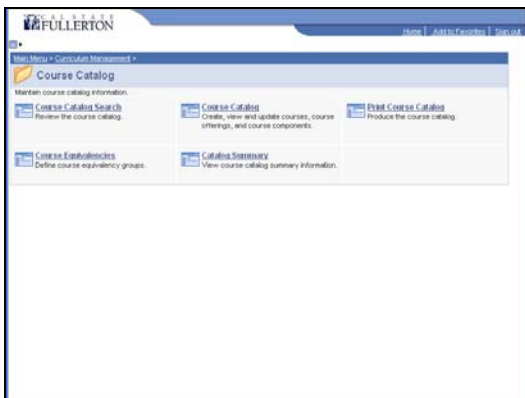 CAL STATE
FULLERTON
Home | Add to Favorites | Sign out
Main Menu > Curriculum Management >
Course Catalog
Maintain course catalog information.
Course Catalog Search
Review the course catalog.
Course Catalog
Create, view and update courses, course
offerings, and course components.
Print Course Catalog
Produce the course catalog.
Course Equivalencies
Define course equivalency groups.
Catalog Summary
View course catalog summary information.